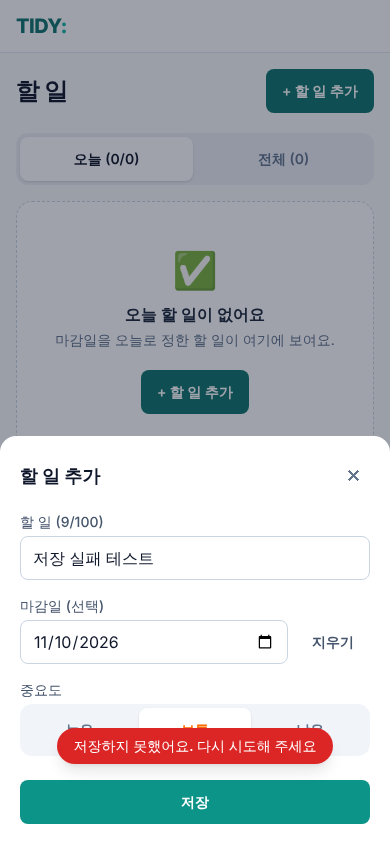 TIDY:
할 일
+ 할 일 추가
오늘 (0/0)
전체 (0)
오늘 할 일이 없어요
마감일을 오늘로 정한 할 일이 여기에 보여요.
+ 할 일 추가
할 일 추가
할 일 (9/100)
저장 실패 테스트
마감일 (선택)
11/10/2026
지우기
중요도
저장하지 못했어요. 다시 시도해 주세요
저장